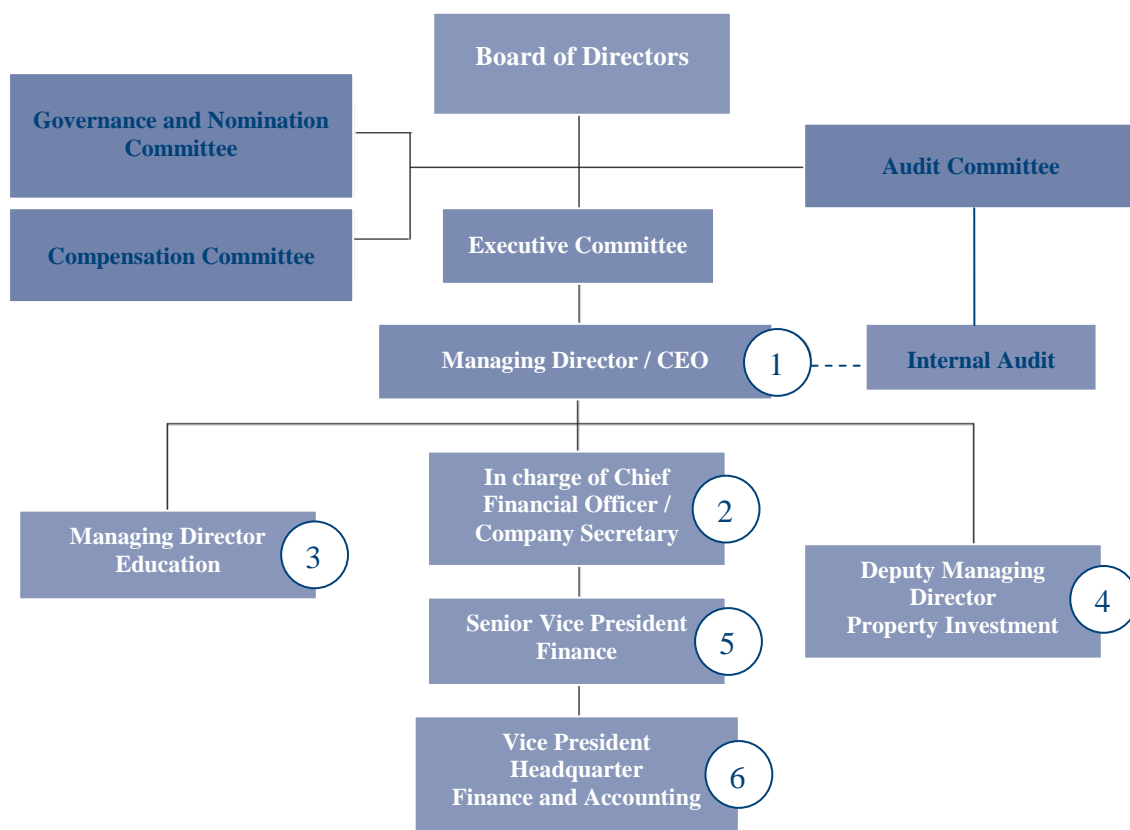 Board of Directors
Governance and Nomination
Committee
Audit Committee
Compensation Committee
Executive Committee
Managing Director / CEO
1
Internal Audit
In charge of Chief
Financial Officer /
Company Secretary
2
Managing Director
Education
3
Deputy Managing
Director
Property Investment
4
Senior Vice President
Finance
5
Vice President
Headquarter
Finance and Accounting
6